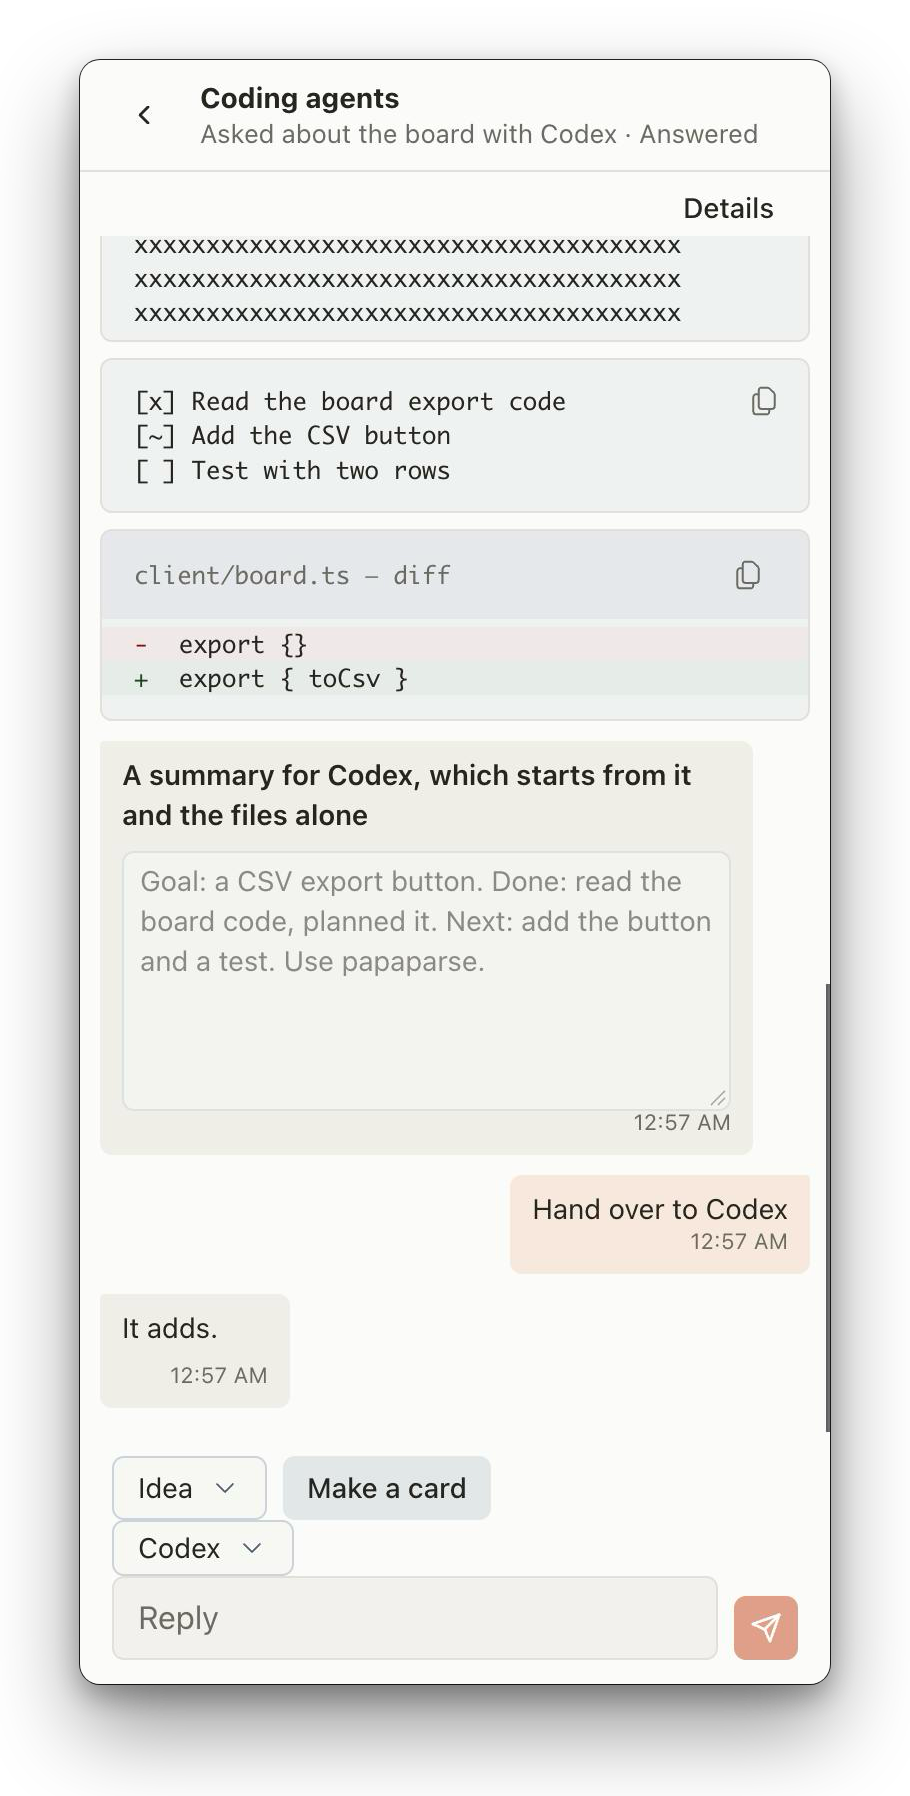 Coding agents
Asked about the board with Codex · Answered
Details
xxxxxxxxxxxxxxxxxxxxxxxxxxxxxxxxxxxxxx
xxxxxxxxxxxxxxxxxxxxxxxxxxxxxxxxxxxxxx
xxxxxxxxxxxxxxxxxxxxxxxxxxxxxxxxxxxxxx
[x] Read the board export code
[~] Add the CSV button
[ ] Test with two rows
client/board.ts — diff
- export {}
+ export { toCsv }
A summary for Codex, which starts from it
and the files alone
Goal: a CSV export button. Done: read the
board code, planned it. Next: add the button
and a test. Use papaparse.
12:57 AM
Hand over to Codex
12:57 AM
It adds.
12:57 AM
Idea
Make a card
Codex
Reply